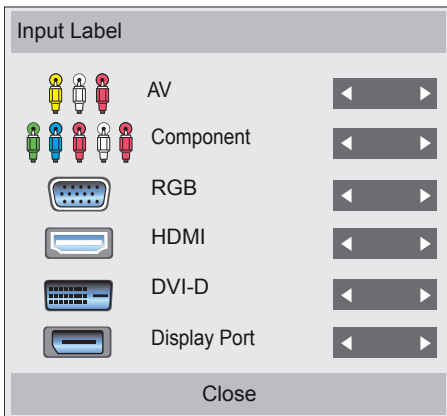 Input Label
AV
Component
RGB
HDMI
DVI-D
Display Port
Close